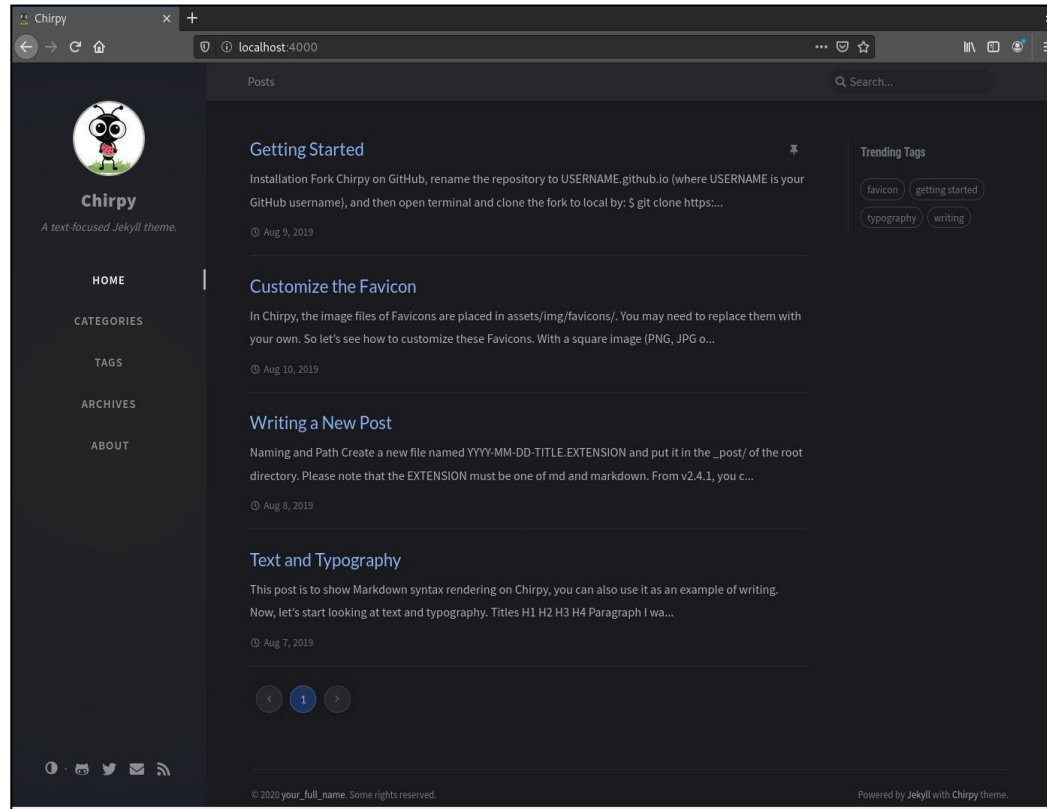 Chirpy
localhost:4000
Posts
Search...
Chirpy
A text-focused Jekyll theme.
HOME
CATEGORIES
TAGS
ARCHIVES
ABOUT
Getting Started
Installation Fork Chirpy on GitHub, rename the repository to USERNAME.github.io (where USERNAME is your
GitHub username), and then open terminal and clone the fork to local by: $ git clone https:...
Aug 9, 2019
Customize the Favicon
In Chirpy, the image files of Favicons are placed in assets/img/favicons/. You may need to replace them with
your own. So let's see how to customize these Favicons. With a square image (PNG, JPG o...
Aug 10, 2019
Writing a New Post
Naming and Path Create a new file named YYYY-MM-DD-TITLE.EXTENSION and put it in the _post/ of the root
directory. Please note that the EXTENSION must be one of md and markdown. From v2.4.1, you c...
Aug 8, 2019
Text and Typography
This post is to show Markdown syntax rendering on Chirpy, you can also use it as an example of writing.
Now, let's start looking at text and typography. Titles H1 H2 H3 H4 Paragraph I wa...
Aug 7, 2019
1
Trending Tags
favicon getting started
typography writing
© 2020 your_full_name. Some rights reserved.
Powered by Jekyll with Chirpy theme.